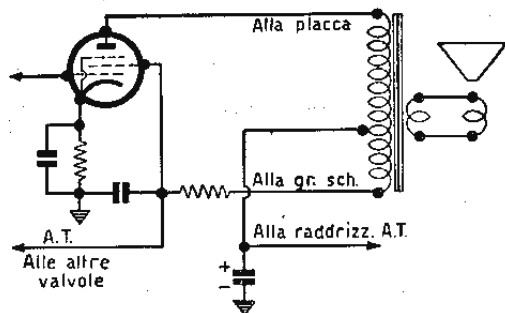 Alla placca
Alla gr. sch.
A.T.
Alla raddrizz. A.T.
Alle altre
valvole
+
-